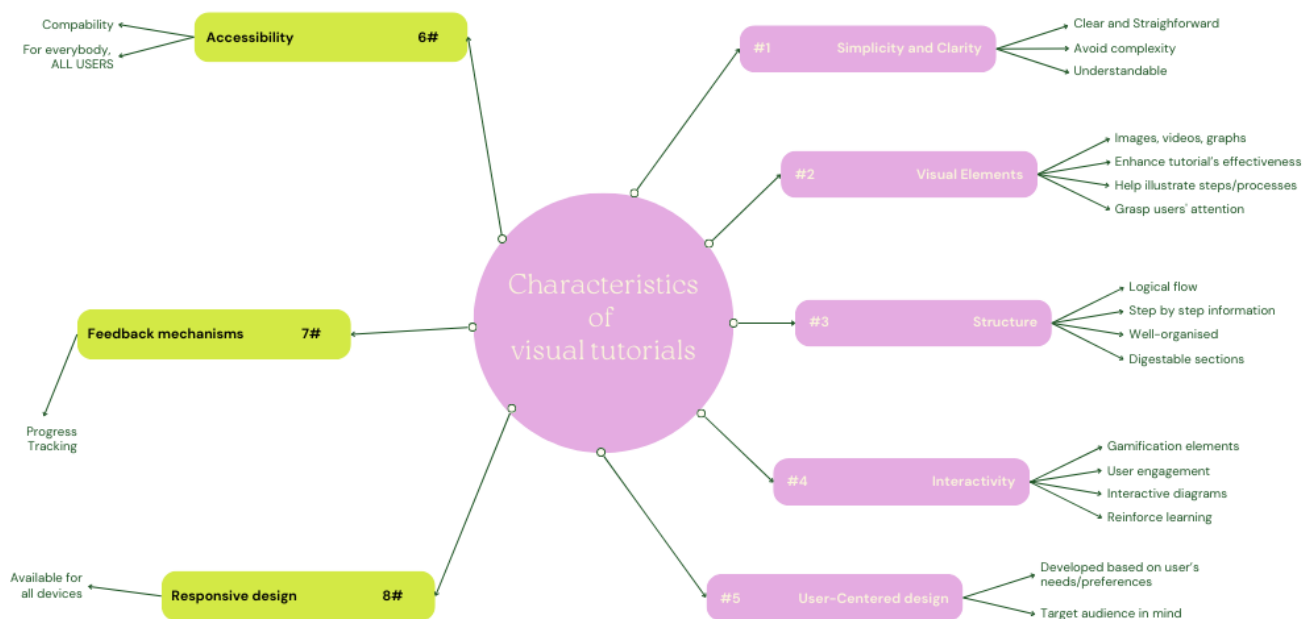 Characteristics
of
visual tutorials
#1 Simplicity and Clarity
Clear and Straighforward
Avoid complexity
Understandable
#2 Visual Elements
Images, videos, graphs
Enhance tutorial's effectiveness
Help illustrate steps/processes
Grasp users' attention
#3 Structure
Logical flow
Step by step information
Well-organised
Digestable sections
#4 Interactivity
Gamification elements
User engagement
Interactive diagrams
Reinforce learning
#5 User-Centered design
Developed based on user's
needs/preferences
Target audience in mind
Accessibility 6#
Compability
For everybody,
ALL USERS
Feedback mechanisms 7#
Progress
Tracking
Responsive design 8#
Available for
all devices